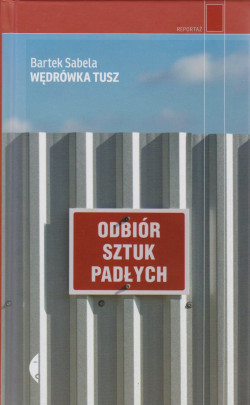 REPORTAŻ
Bartek Sabela
WĘDRÓWKA TUSZ
ODBIÓR
SZTUK
PADŁYCH